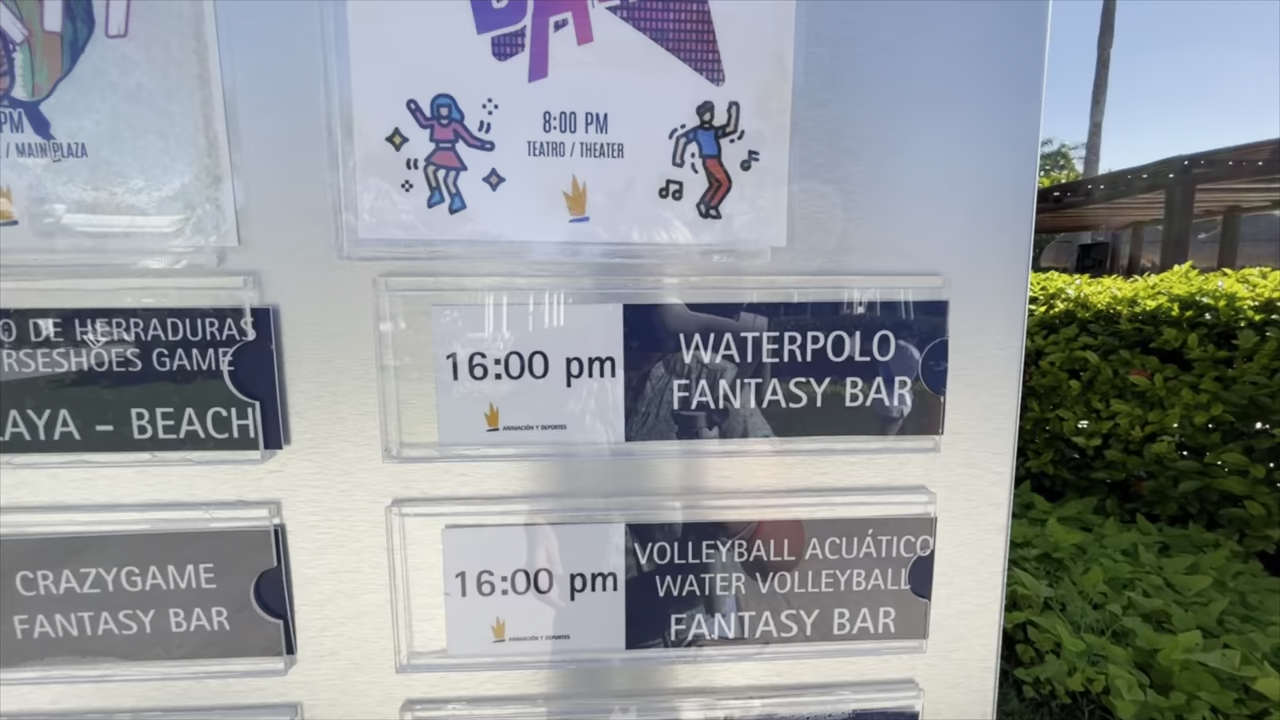 PM
/ MAIN PLAZA
8:00 PM
TEATRO / THEATER
O DE HERRADURAS
RSESHOES GAME
LAYA - BEACH
16:00 pm
ANIMACIÓN Y DEPORTES
WATERPOLO
FANTASY BAR
CRAZYGAME
FANTASY BAR
16:00 pm
ANIMACIÓN Y DEPORTES
VOLLEYBALL ACUÁTICO
WATER VOLLEYBALL
FANTASY BAR